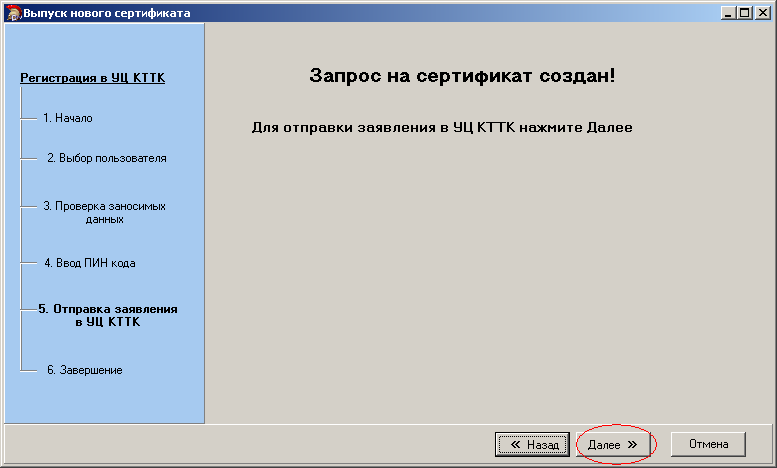 Выпуск нового сертификата
Регистрация в УЦ КТТК
1. Начало
2. Выбор пользователя
3. Проверка заносимых
данных
4. Ввод ПИН кода
5. Отправка заявления
в УЦ КТТК
6. Завершение
Запрос на сертификат создан!
Для отправки заявления в УЦ КТТК нажмите Далее
« Назад
Далее »
Отмена